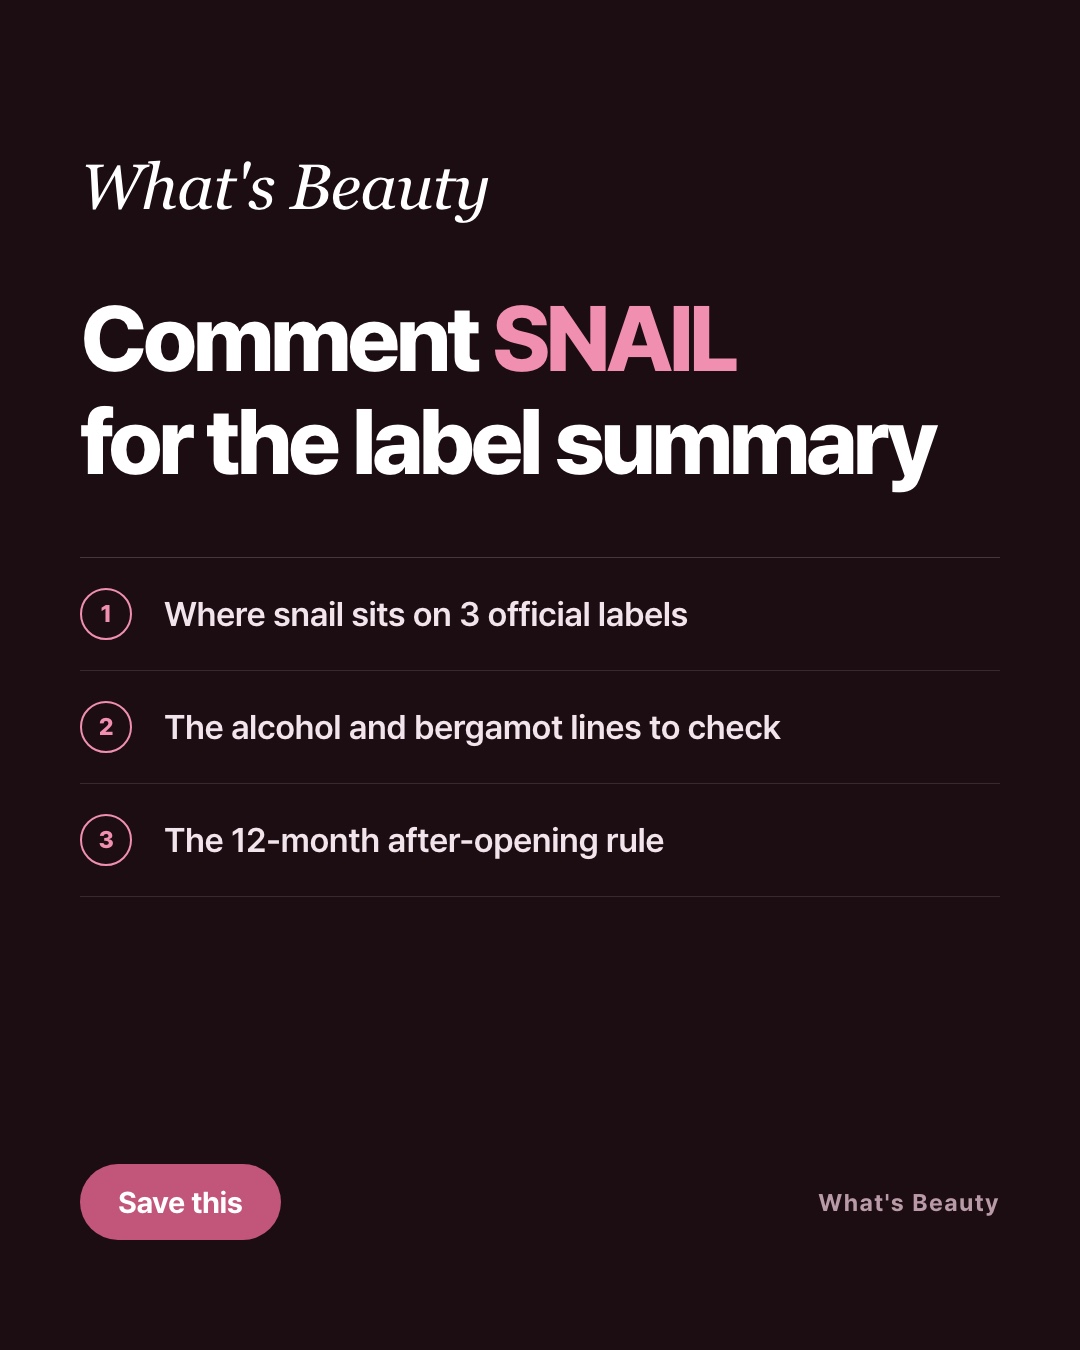 What's Beauty
Comment SNAIL
for the label summary
1 Where snail sits on 3 official labels
2 The alcohol and bergamot lines to check
3 The 12-month after-opening rule
Save this
What's Beauty